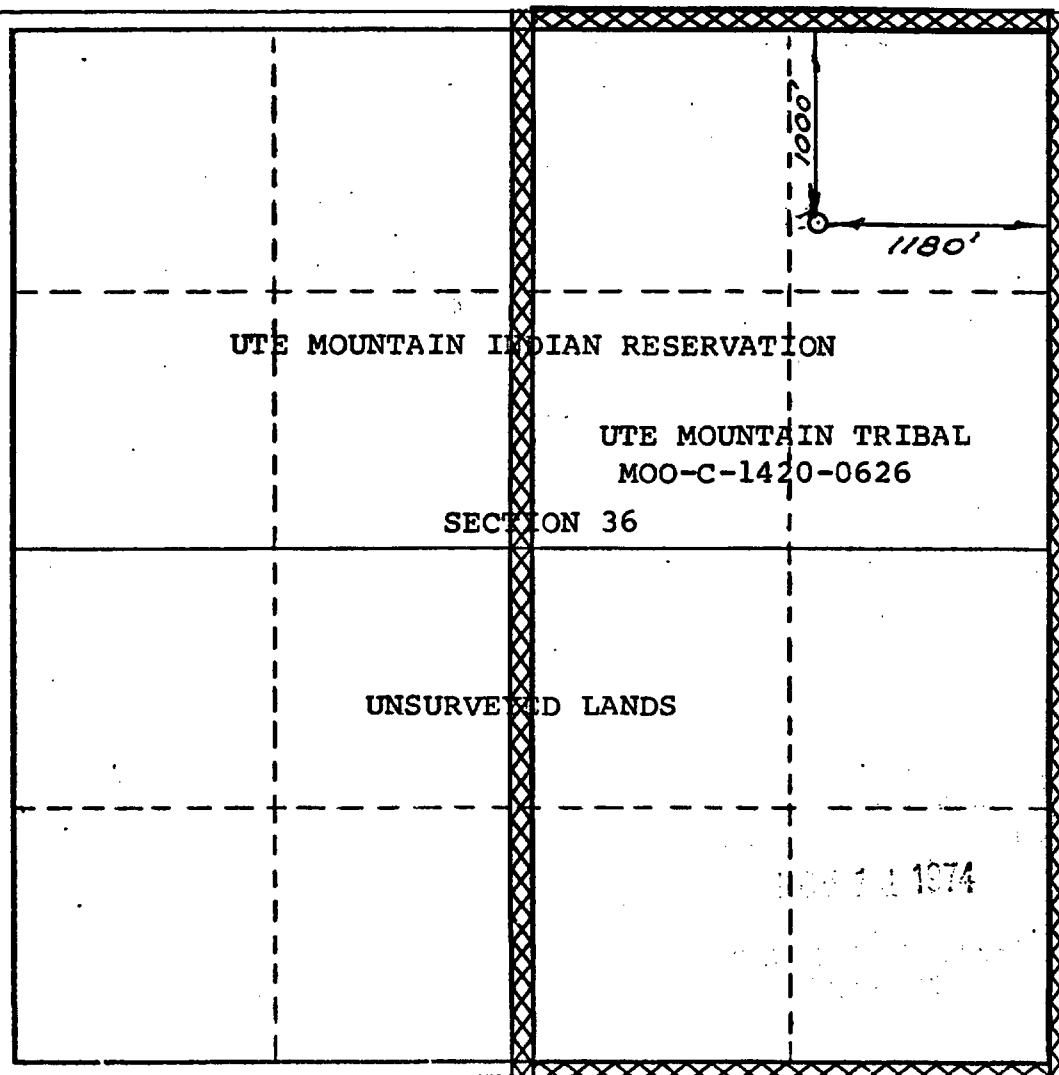 1000'
1180'
UTE MOUNTAIN INDIAN RESERVATION
UTE MOUNTAIN TRIBAL
MOO-C-1420-0626
SECTION 36
UNSURVEYED LANDS
1974